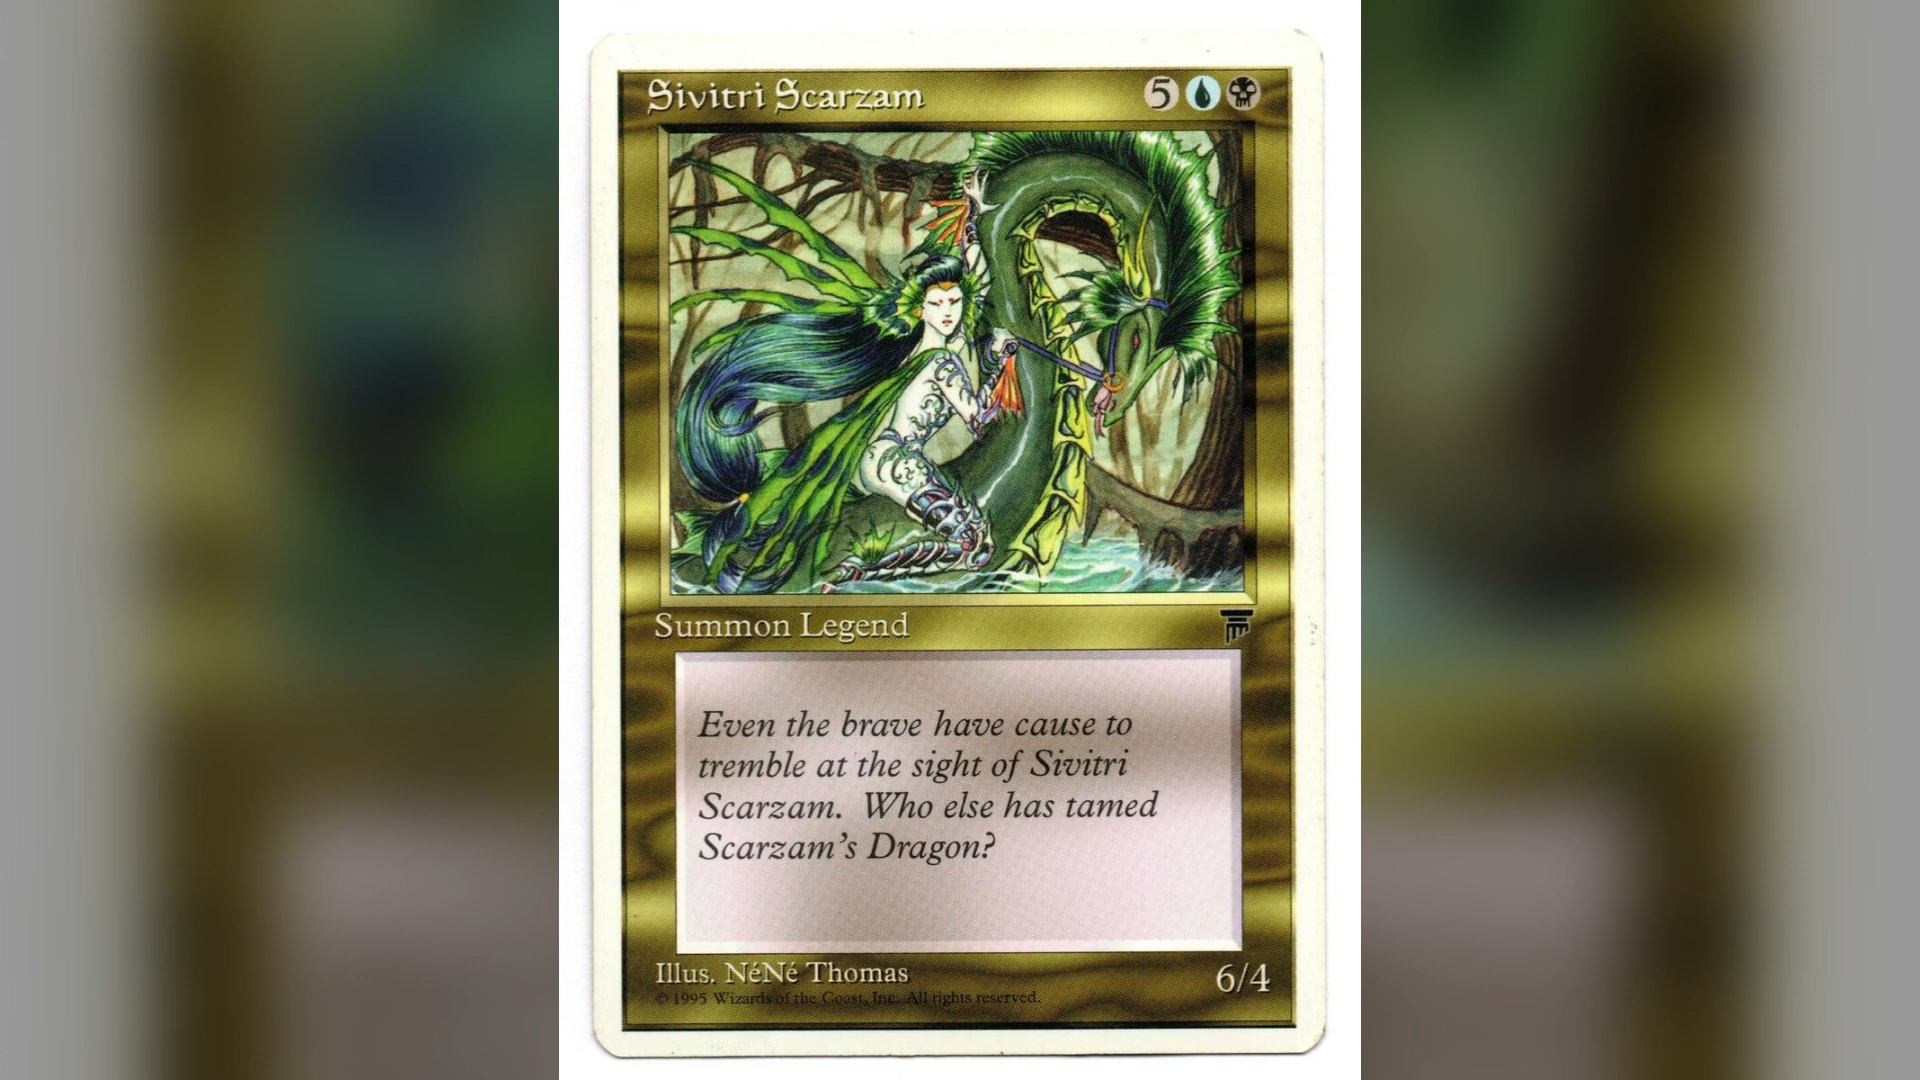 Sivitri Scarzam
5
Summon Legend
Even the brave have cause to
tremble at the sight of Sivitri
Scarzam. Who else has tamed
Scarzam's Dragon?
Illus. NéNé Thomas
6/4
© 1995 Wizards of the Coast, Inc. All rights reserved.